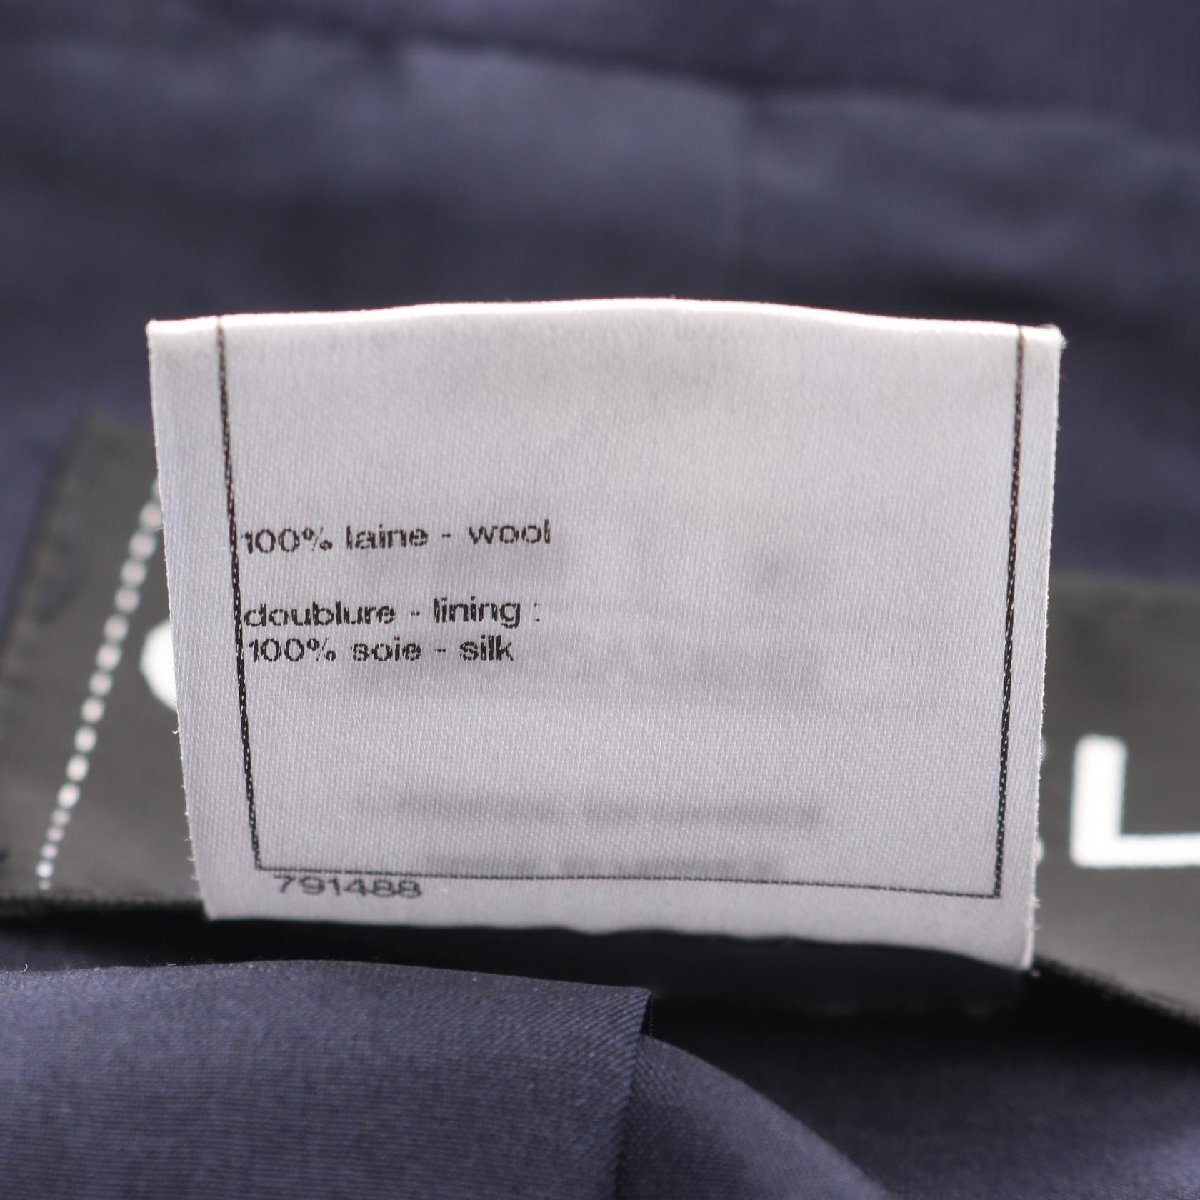 100% laine - wool
doublure - lining :
100% soie - silk
791488
L